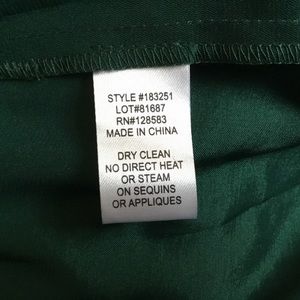 STYLE #183251
LOT#81687
RN#128583
MADE IN CHINA
DRY CLEAN
NO DIRECT HEAT
OR STEAM
ON SEQUINS
OR APPLIQUES